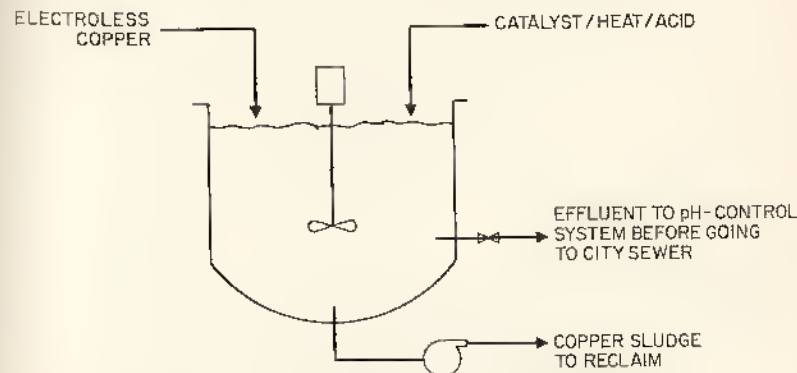 ELECTROLESS
COPPER
CATALYST/HEAT/ACID
EFFLUENT TO pH-CONTROL
SYSTEM BEFORE GOING
TO CITY SEWER
COPPER SLUDGE
TO RECLAIM